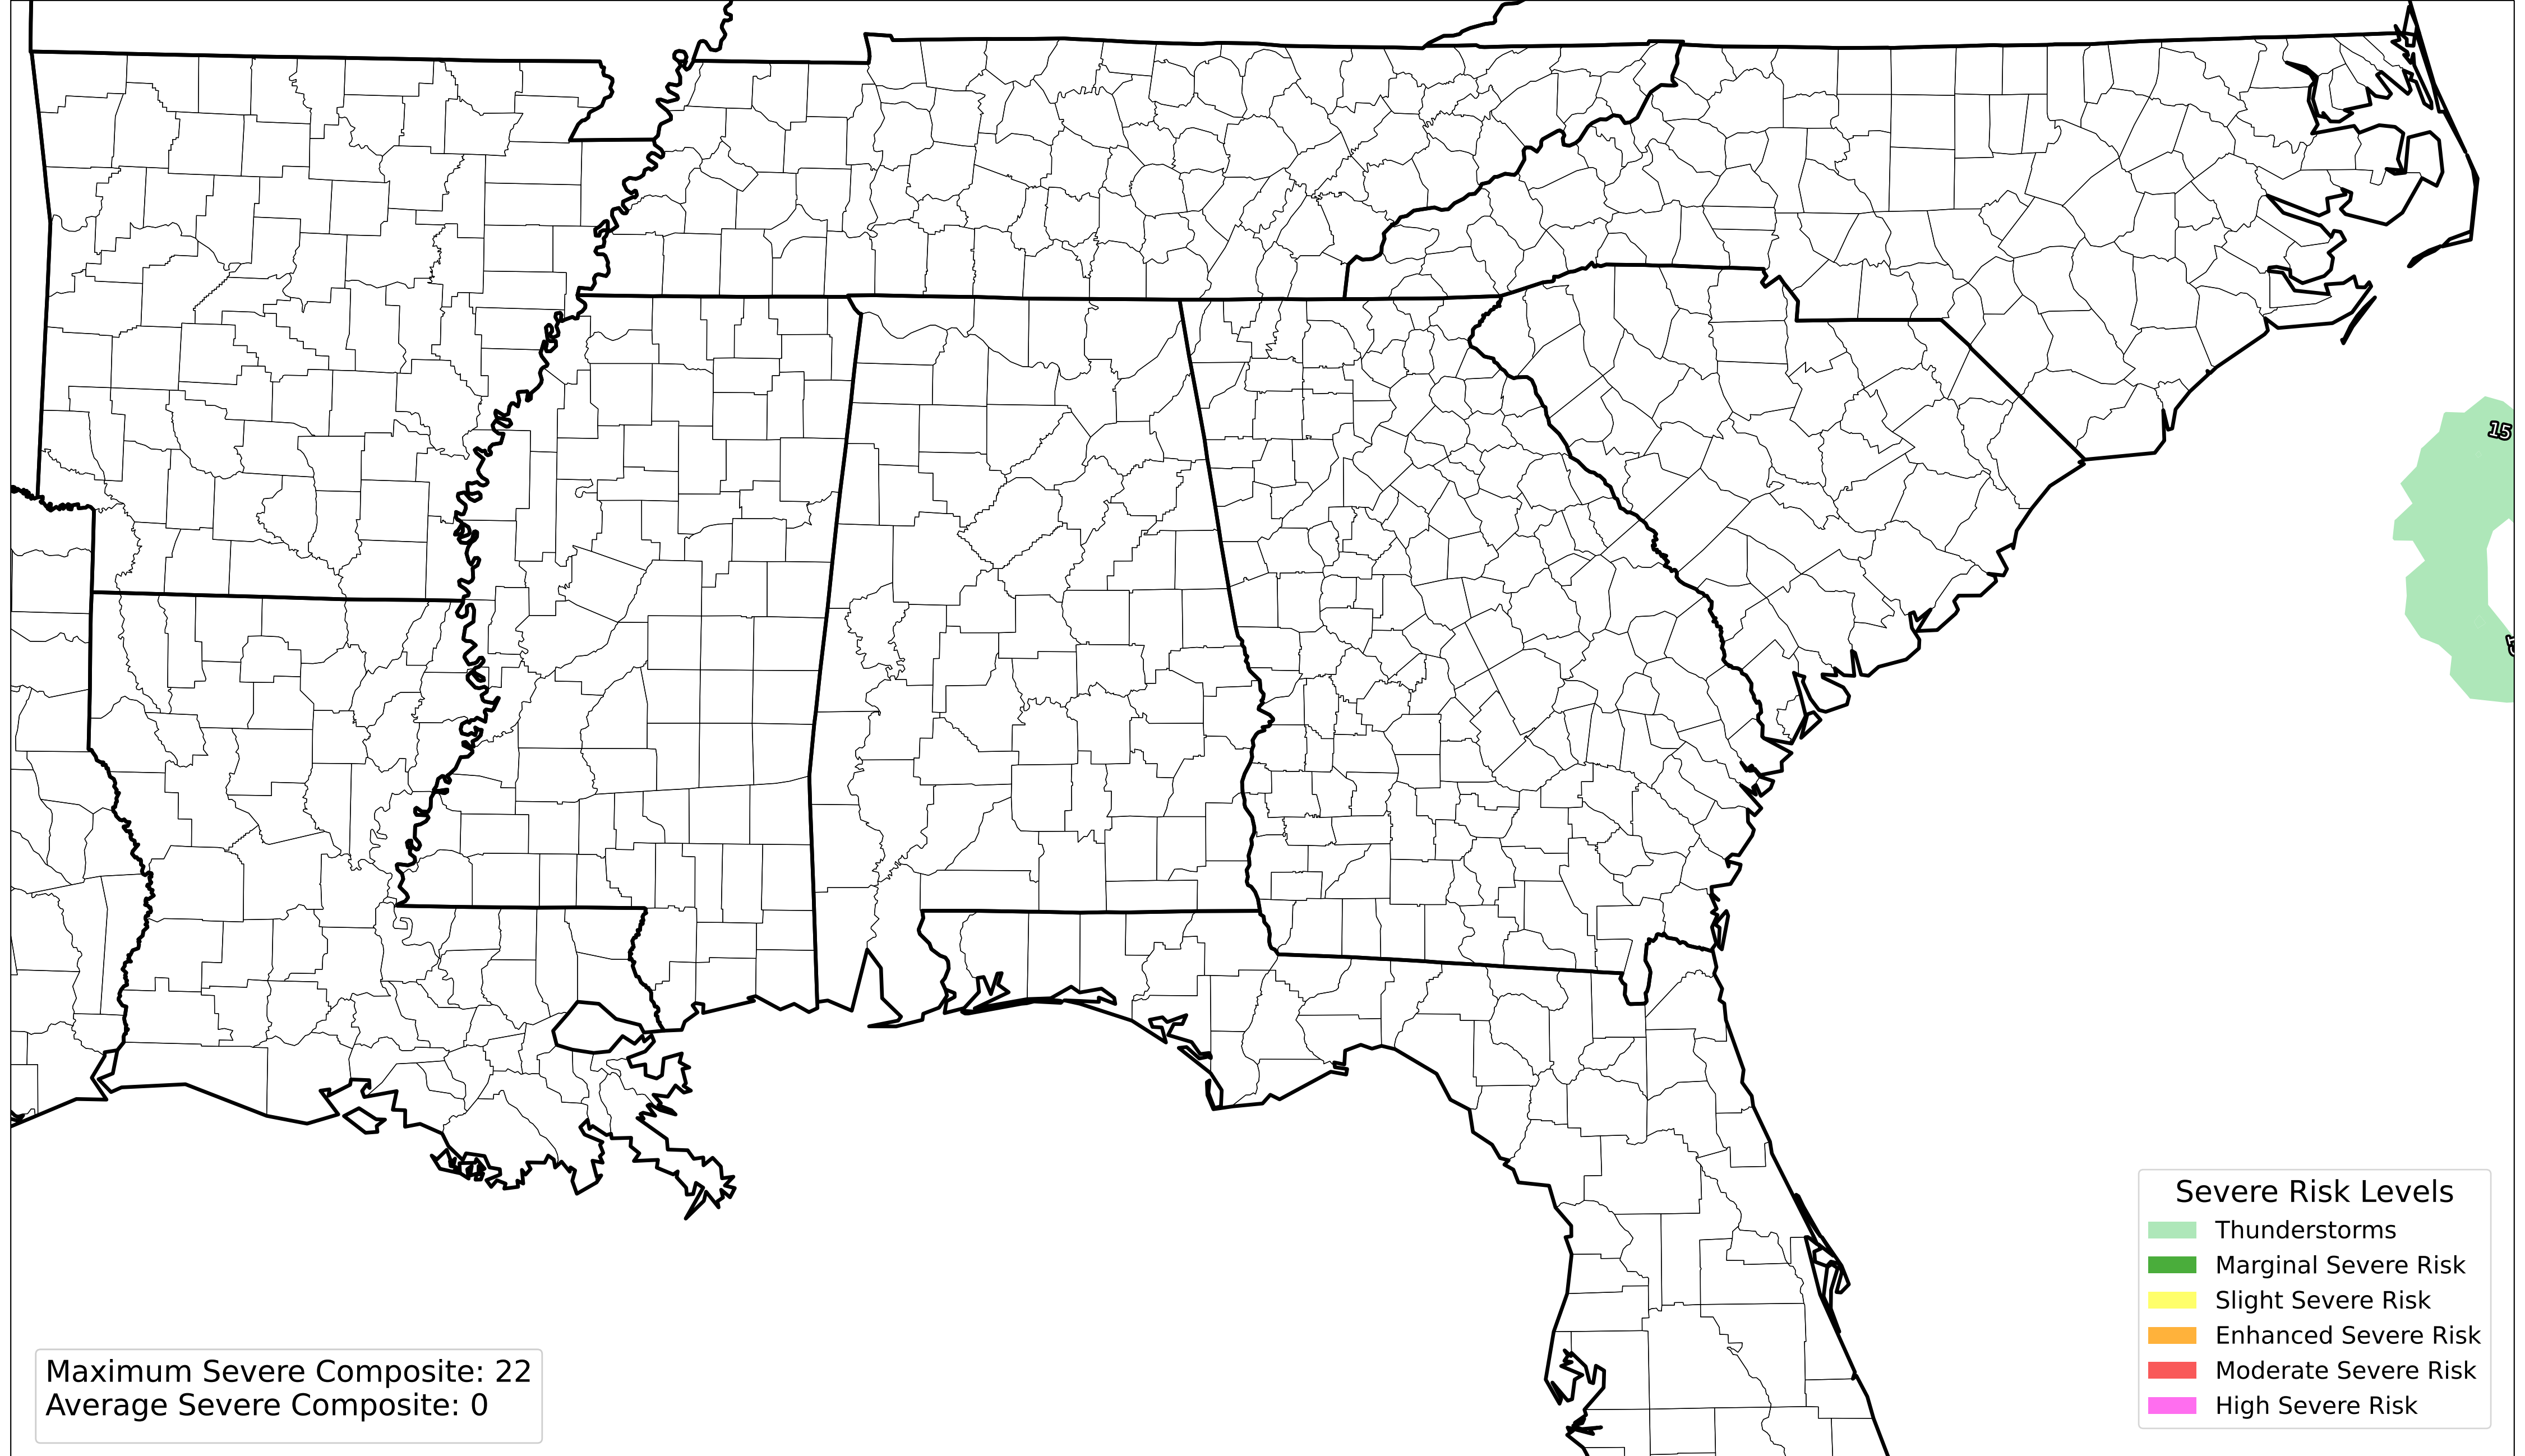 15
Severe Risk Levels
Thunderstorms
Marginal Severe Risk
Slight Severe Risk
Enhanced Severe Risk
Moderate Severe Risk
High Severe Risk
Maximum Severe Composite: 22
Average Severe Composite: 0